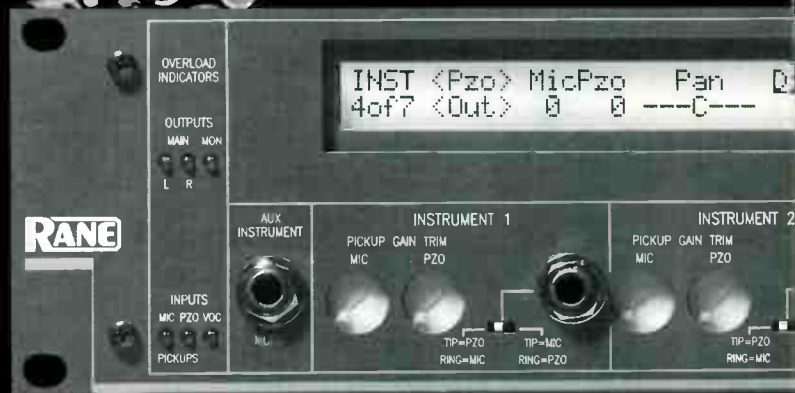 OVERLOAD
INDICATORS
OUTPUTS
MAIN MON
L R
RANE
INPUTS
MIC PZO VOC
PICKUPS
INST <Pzo> MicPzo Pan D
4of7 <Out> 0 0 ---C---
AUX
INSTRUMENT
INSTRUMENT 1
PICKUP GAIN TRIM
MIC PZO
TIP=PZO TIP=MIC
RING=MIC RING=PZO
INSTRUMENT 2
PICKUP GAIN TRIM
MIC PZO
TIP=PZO
RING=MIC